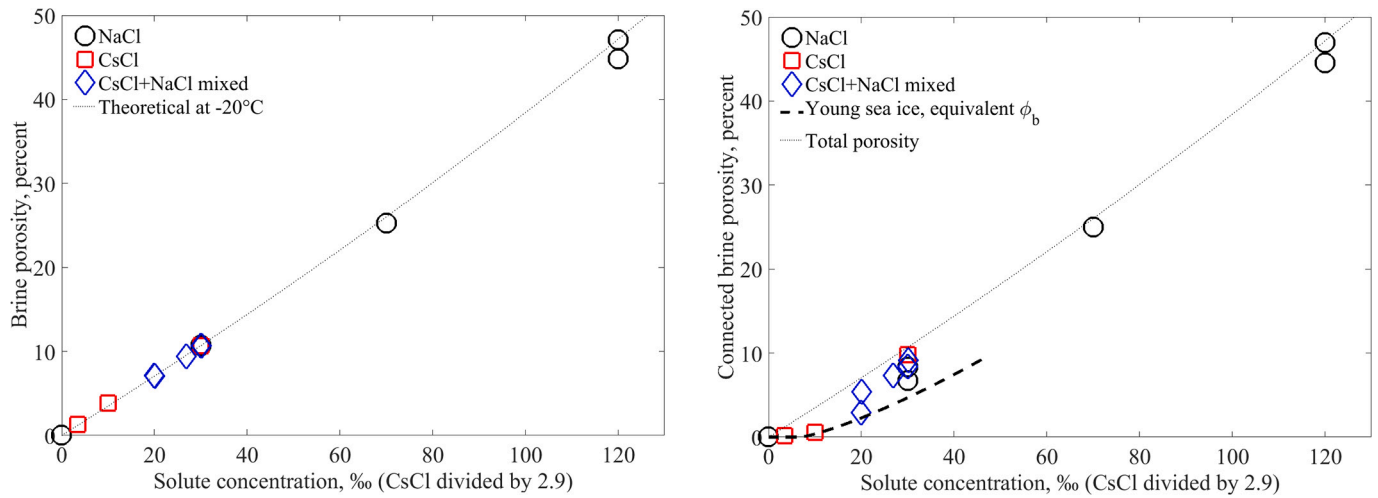 50
40
30
20
10
0
Brine porosity, percent
NaCl
CsCl
CsCl+NaCl mixed
Theoretical at -20°C
0 20 40 60 80 100 120
Solute concentration, ‰ (CsCl divided by 2.9)
50
40
30
20
10
0
Connected brine porosity, percent
NaCl
CsCl
CsCl+NaCl mixed
Young sea ice, equivalent ϕb
Total porosity
0 20 40 60 80 100 120
Solute concentration, ‰ (CsCl divided by 2.9)